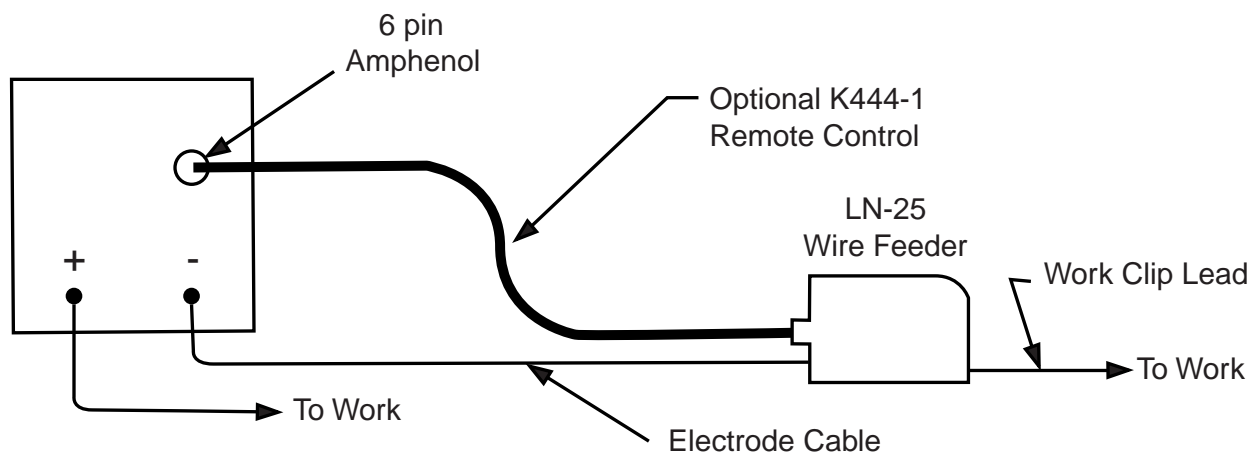 6 pin
Amphenol
Optional K444-1
Remote Control
LN-25
Wire Feeder
+ -
Work Clip Lead
To Work
To Work
Electrode Cable